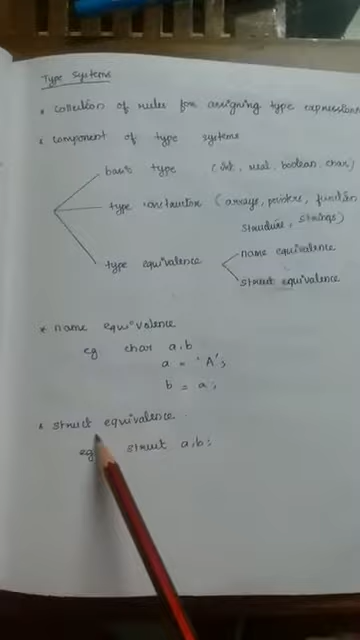 Type Systems
* collection of rules for assigning type expressions
* component of type systems
basic type (int, real, boolean, char)
type constructor (arrays, pointers, function
structure, strings)
type equivalence
name equivalence
struct equivalence
* name equivalence
eg char a,b
a = 'A';
b = a;
* struct equivalence
eg struct a,b;